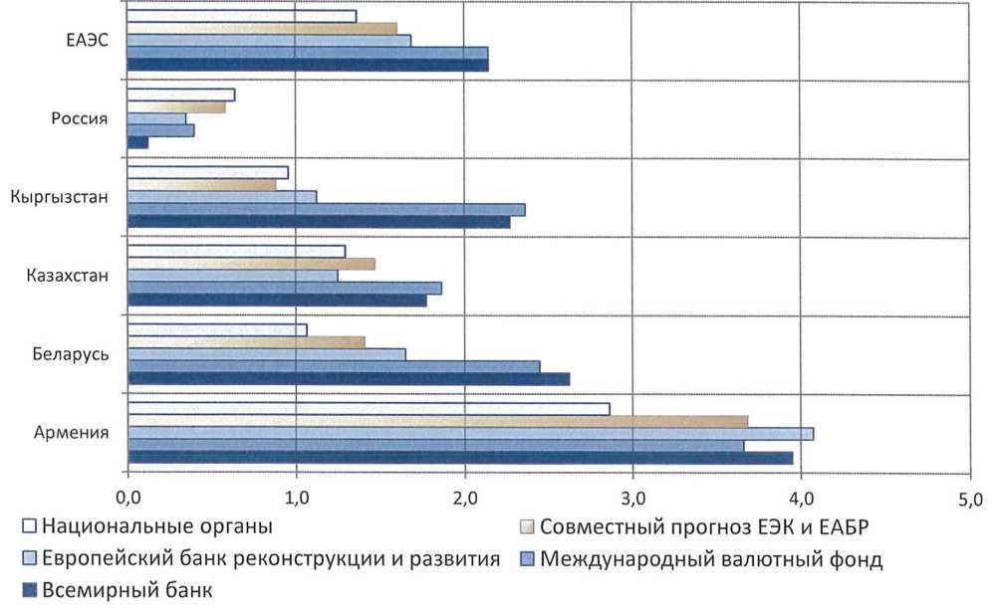 ЕАЭС
Россия
Кыргызстан
Казахстан
Беларусь
Армения
0,0 1,0 2,0 3,0 4,0 5,0
Национальные органы
Совместный прогноз ЕЭК и ЕАБР
Европейский банк реконструкции и развития
Международный валютный фонд
Всемирный банк